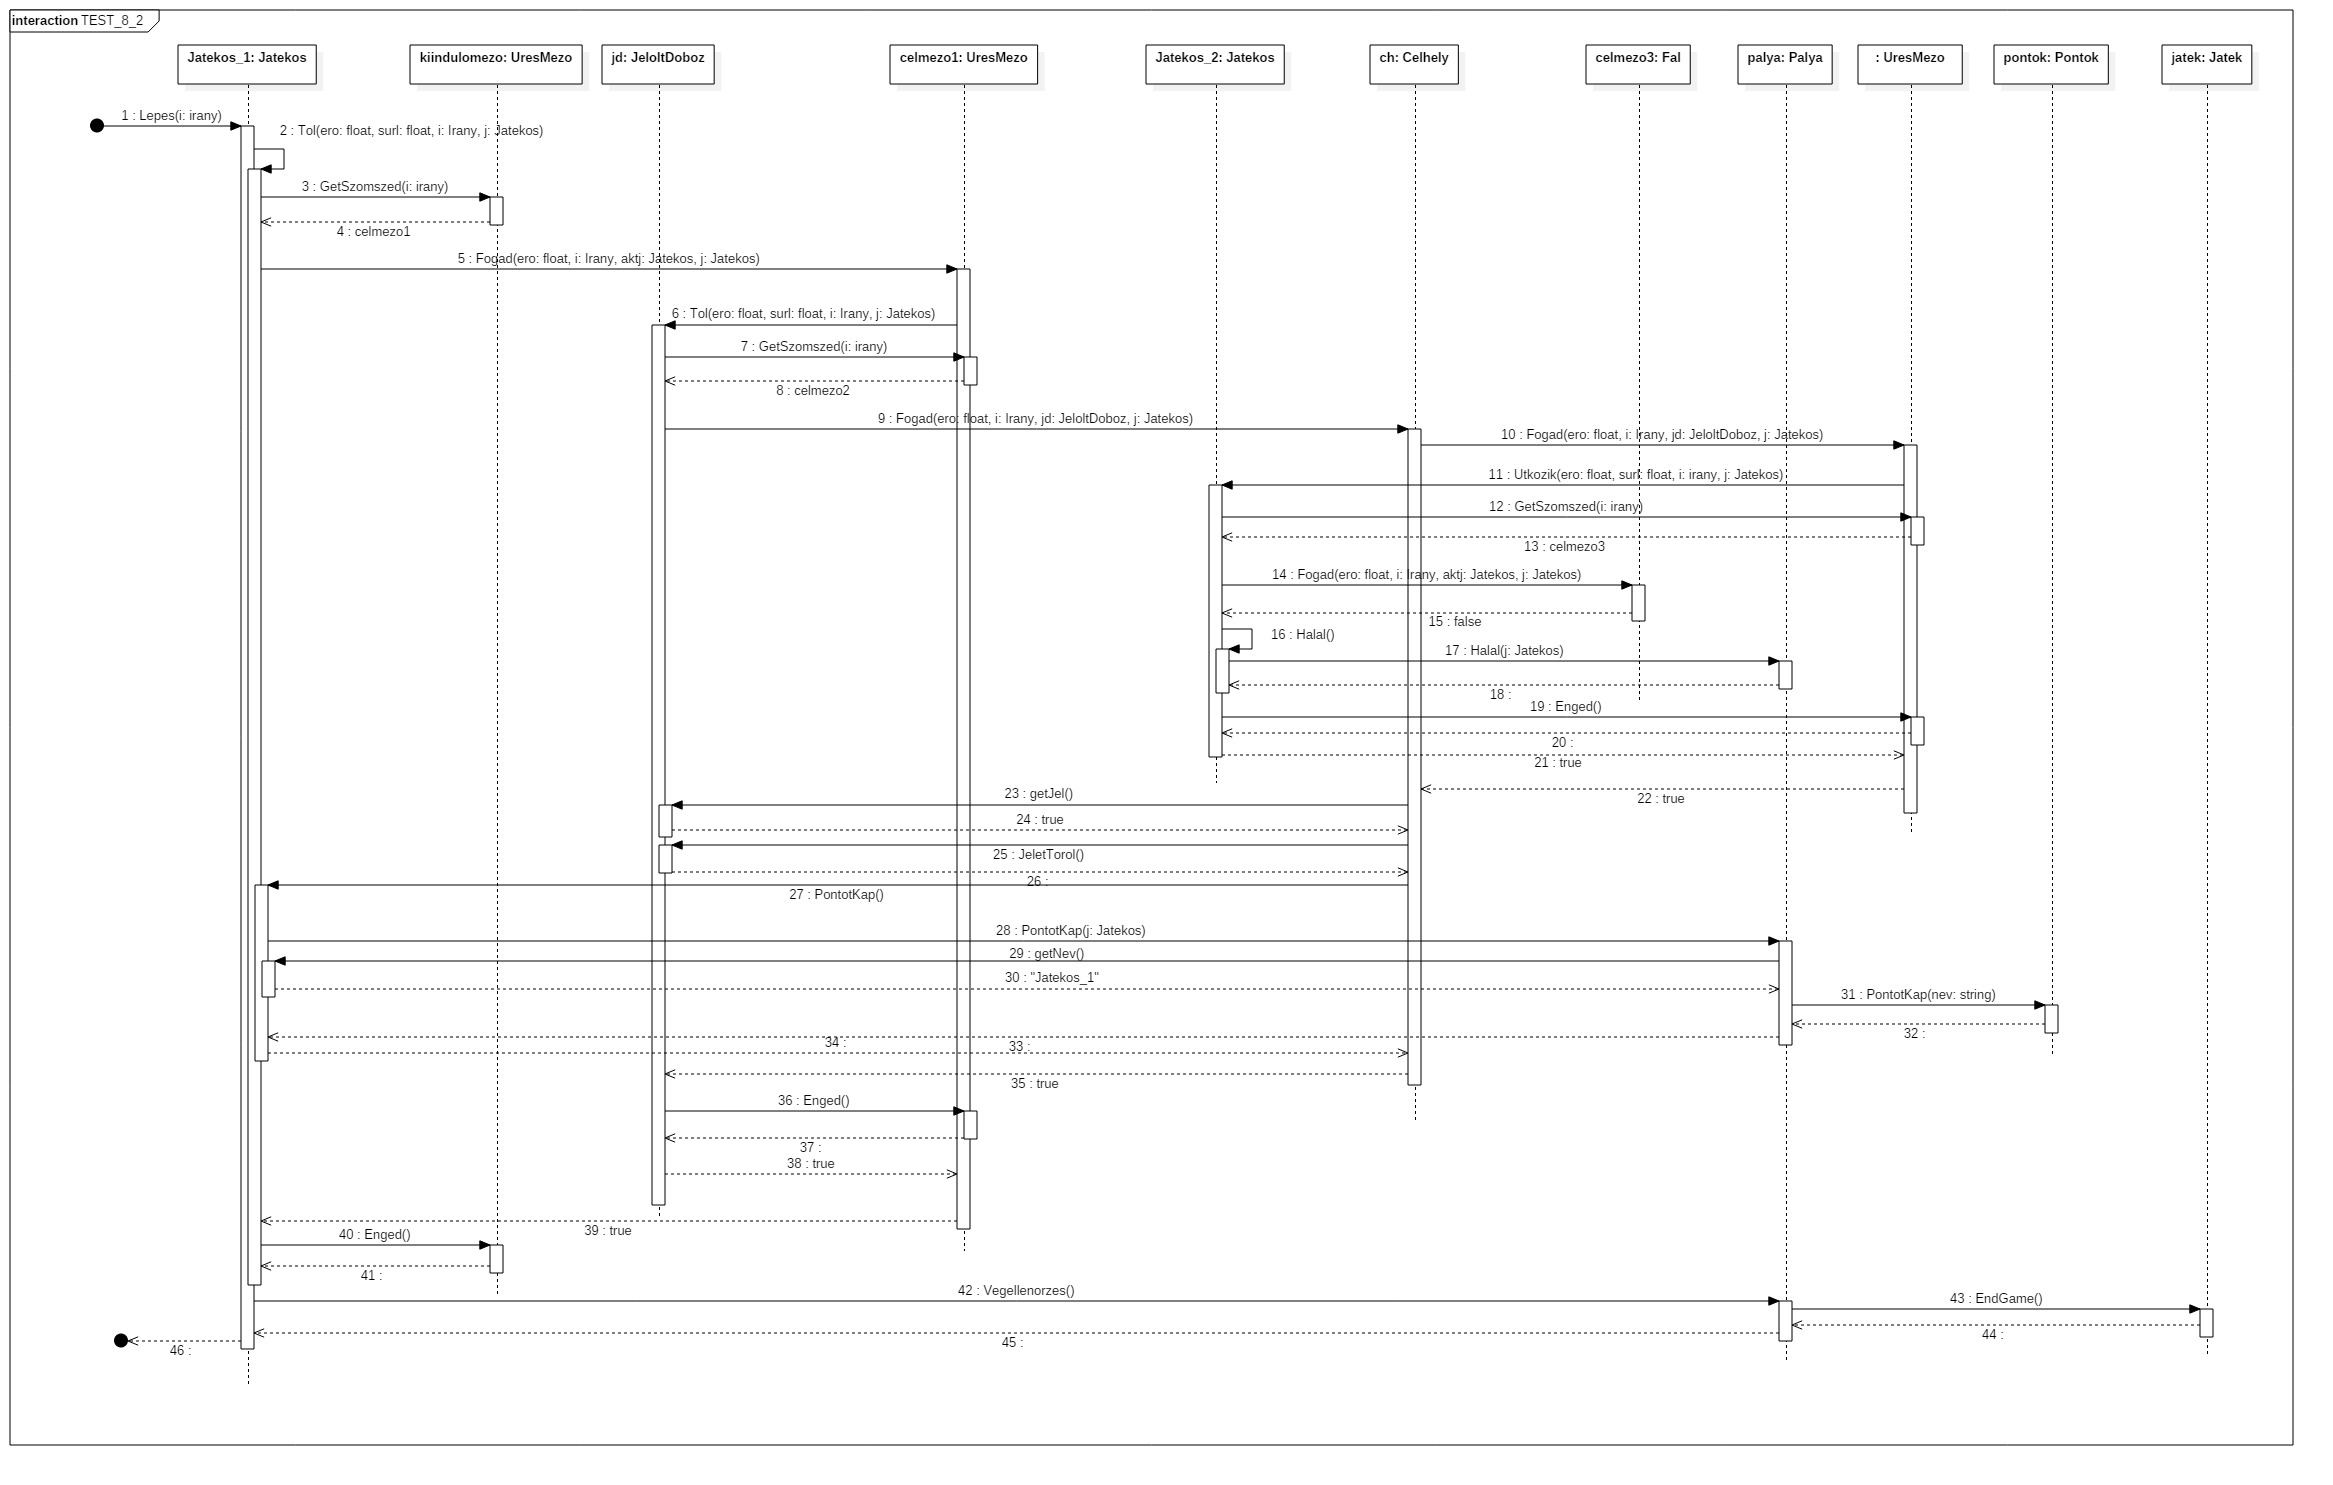 interaction TEST_8_2
Jatekos_1: Jatekos
kiindulomezo: UresMezo
jd: JeloltDoboz
celmezo1: UresMezo
Jatekos_2: Jatekos
ch: Celhely
celmezo3: Fal
palya: Palya
: UresMezo
pontok: Pontok
jatek: Jatek
1 : Lepes(i: irany)
2 : Tol(ero: float, surl: float, i: Irany, j: Jatekos)
3 : GetSzomszed(i: irany)
4 : celmezo1
5 : Fogad(ero: float, i: Irany, aktj: Jatekos, j: Jatekos)
6 : Tol(ero: float, surl: float, i: Irany, j: Jatekos)
7 : GetSzomszed(i: irany)
8 : celmezo2
9 : Fogad(ero: float, i: Irany, jd: JeloltDoboz, j: Jatekos)
10 : Fogad(ero: float, i: Irany, jd: JeloltDoboz, j: Jatekos)
11 : Utkozik(ero: float, surl: float, i: irany, j: Jatekos)
12 : GetSzomszed(i: irany)
13 : celmezo3
14 : Fogad(ero: float, i: Irany, aktj: Jatekos, j: Jatekos)
15 : false
16 : Halal()
17 : Halal(j: Jatekos)
18 :
19 : Enged()
20 :
21 : true
22 : true
23 : getJel()
24 : true
25 : JeletTorol()
26 :
27 : PontotKap()
28 : PontotKap(j: Jatekos)
29 : getNev()
30 : "Jatekos_1"
31 : PontotKap(nev: string)
32 :
34 :
33 :
35 : true
36 : Enged()
37 :
38 : true
39 : true
40 : Enged()
41 :
42 : Vegellenorzes()
43 : EndGame()
44 :
45 :
46 :